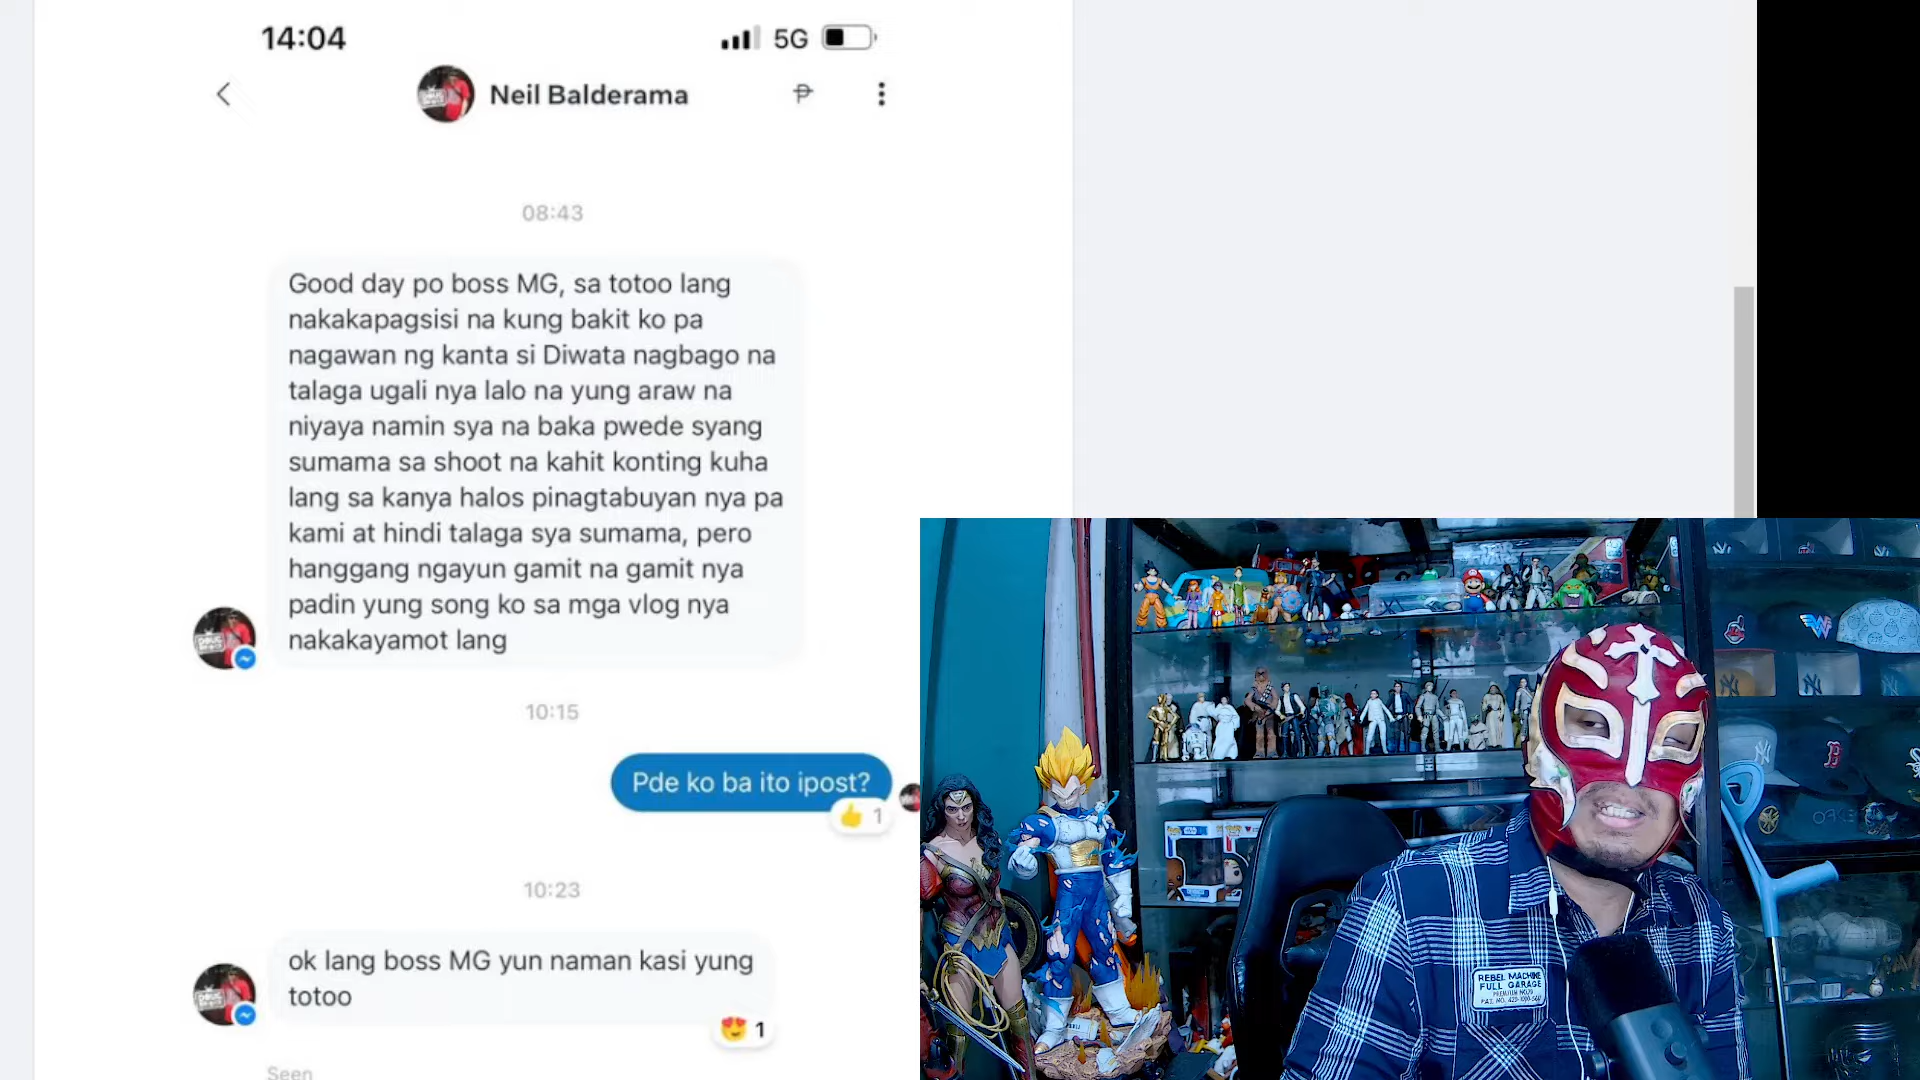 14:04
5G
Neil Balderama
08:43
Good day po boss MG, sa totoo lang
nakakapagsisi na kung bakit ko pa
nagawan ng kanta si Diwata nagbago na
talaga ugali nya lalo na yung araw na
niyaya namin sya na baka pwede syang
sumama sa shoot na kahit konting kuha
lang sa kanya halos pinagtabuyan nya pa
kami at hindi talaga sya sumama, pero
hanggang ngayun gamit na gamit nya
padin yung song ko sa mga vlog nya
nakakayamot lang
10:15
Pde ko ba ito ipost?
1
10:23
ok lang boss MG yun naman kasi yung
totoo
1
Seen
REBEL MACHINE
FULL GARAGE